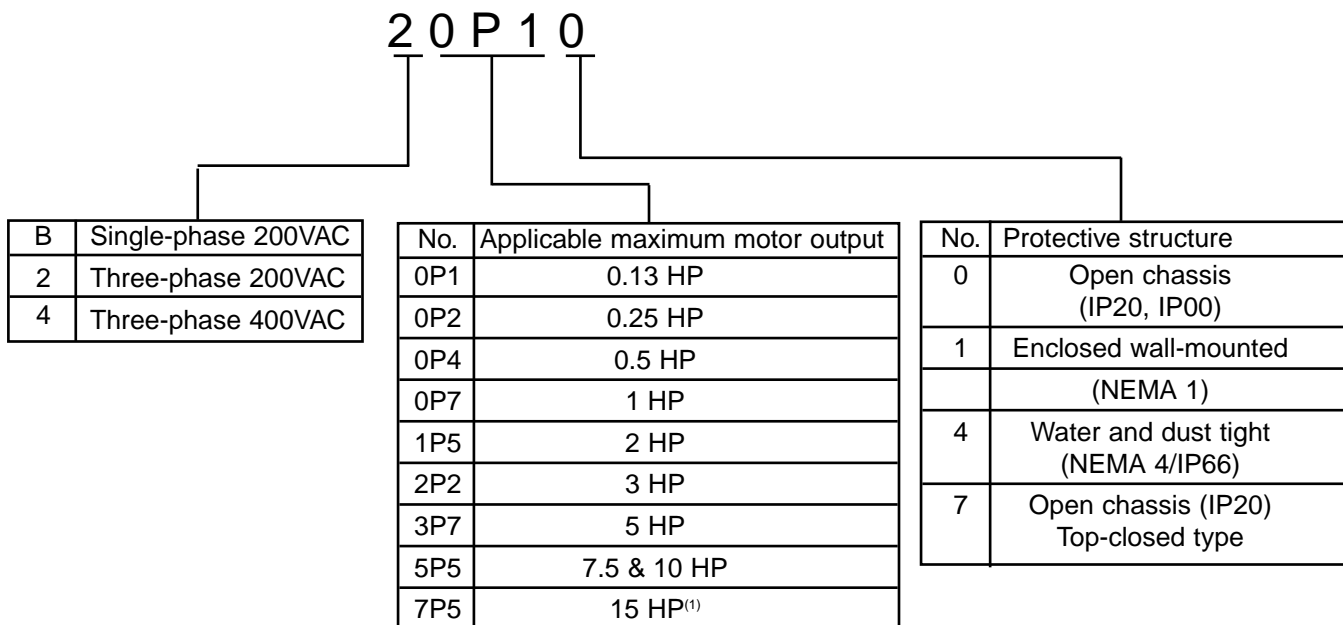 20P10
B Single-phase 200VAC
2 Three-phase 200VAC
4 Three-phase 400VAC
No. Applicable maximum motor output
0P1 0.13 HP
0P2 0.25 HP
0P4 0.5 HP
0P7 1 HP
1P5 2 HP
2P2 3 HP
3P7 5 HP
5P5 7.5 & 10 HP
7P5 15 HP(1)
No. Protective structure
0 Open chassis
(IP20, IP00)
1 Enclosed wall-mounted
(NEMA 1)
4 Water and dust tight
(NEMA 4/IP66)
7 Open chassis (IP20)
Top-closed type